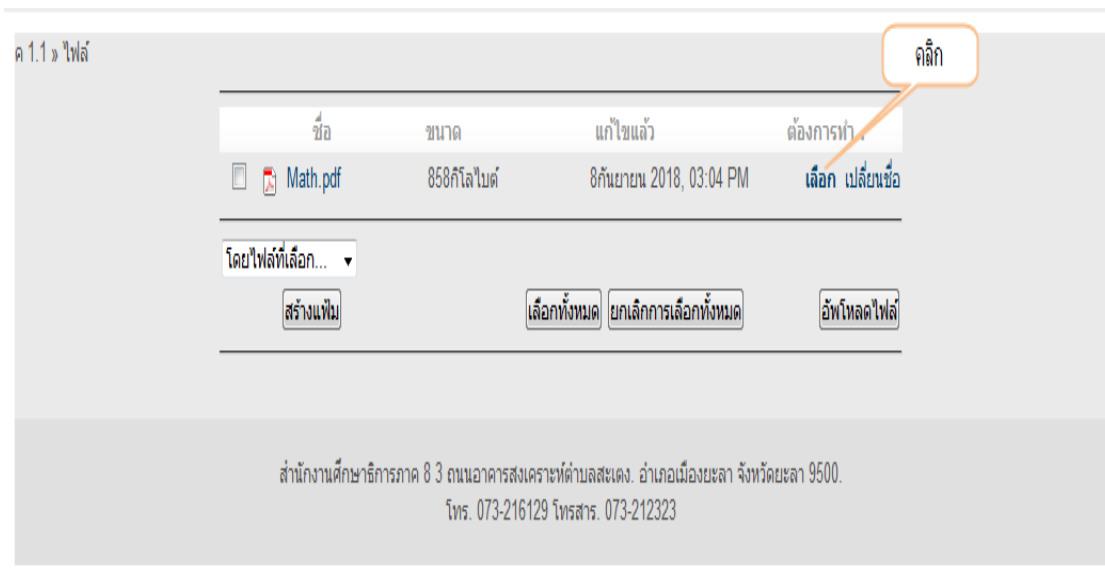 คลิก
ค 1.1 » ไฟล์
ชื่อ ขนาด แก้ไขแล้ว ต้องการทำ
Math.pdf 858กิโลไบต์ 8กันยายน 2018, 03:04 PM เลือก เปลี่ยนชื่อ
โดยไฟล์ที่เลือก...
สร้างแฟ้ม เลือกทั้งหมด ยกเลิกการเลือกทั้งหมด อัพโหลดไฟล์
สำนักงานศึกษาธิการภาค 8 3 ถนนอาคารสงเคราะห์ตำบลสะเตง. อำเภอเมืองยะลา จังหวัดยะลา 9500.
โทร. 073-216129 โทรสาร. 073-212323